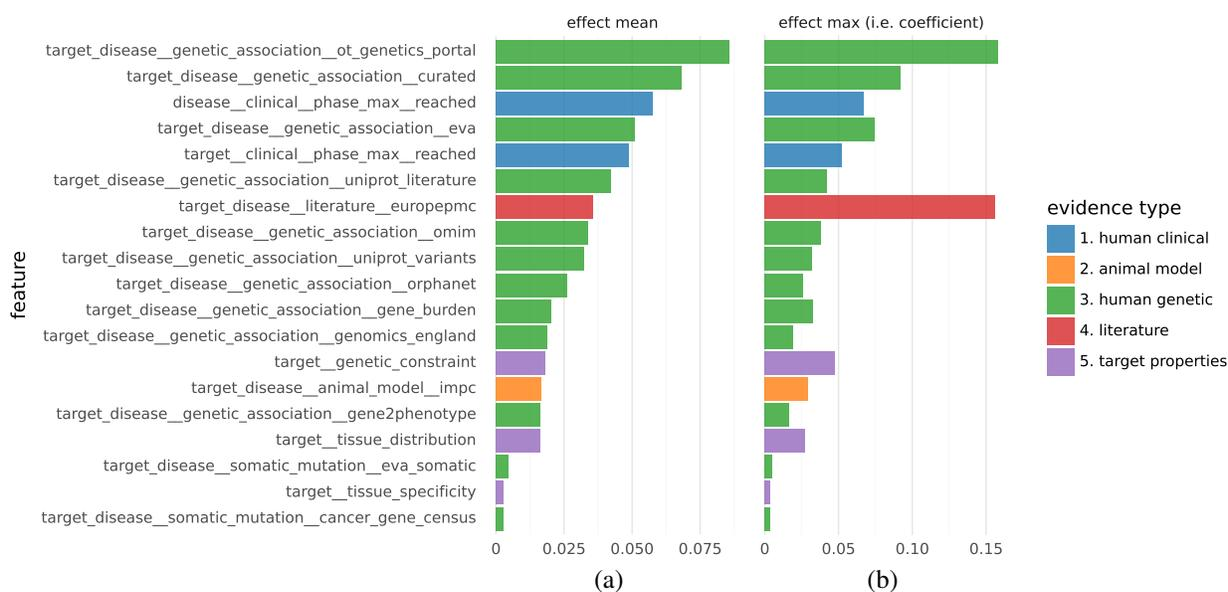 effect mean
effect max (i.e. coefficient)
feature
target_disease__genetic_association__ot_genetics_portal
target_disease__genetic_association__curated
disease__clinical__phase_max__reached
target_disease__genetic_association__eva
target__clinical__phase_max__reached
target_disease__genetic_association__uniprot_literature
target_disease__literature__europepmc
target_disease__genetic_association__omim
target_disease__genetic_association__uniprot_variants
target_disease__genetic_association__orphanet
target_disease__genetic_association__gene_burden
target_disease__genetic_association__genomics_england
target__genetic_constraint
target_disease__animal_model__impc
target_disease__genetic_association__gene2phenotype
target__tissue_distribution
target_disease__somatic_mutation__eva_somatic
target__tissue_specificity
target_disease__somatic_mutation__cancer_gene_census
0 0.025 0.050 0.075
0 0.05 0.10 0.15
(a)
(b)
evidence type
1. human clinical
2. animal model
3. human genetic
4. literature
5. target properties